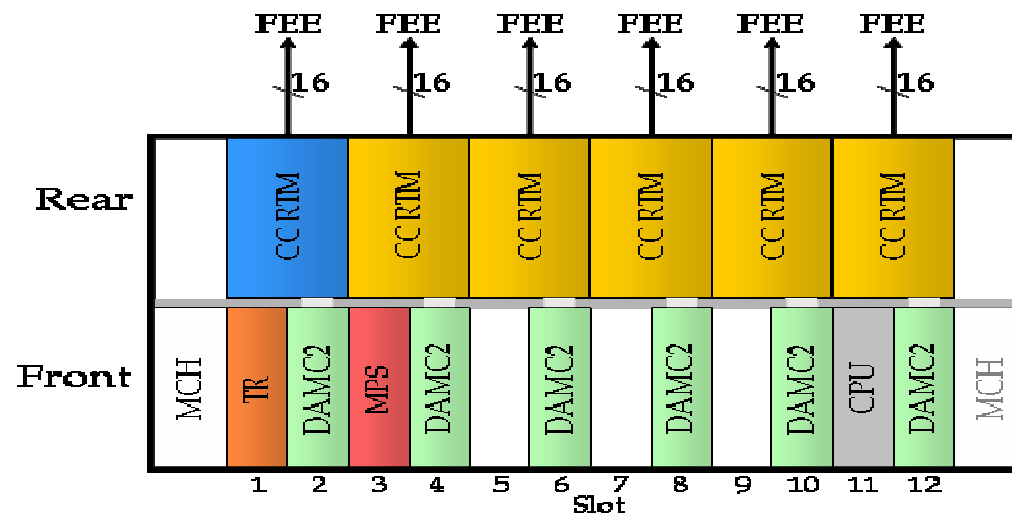 FEE FEE FEE FEE FEE FEE
16 16 16 16 16 16
Rear
CC RTM CC RTM CC RTM CC RTM CC RTM CC RTM
Front
MCH TR DAMC2 MPS DAMC2 DAMC2 DAMC2 DAMC2 CPU DAMC2 MCH
1 2 3 4 5 6 7 8 9 10 11 12
Slot